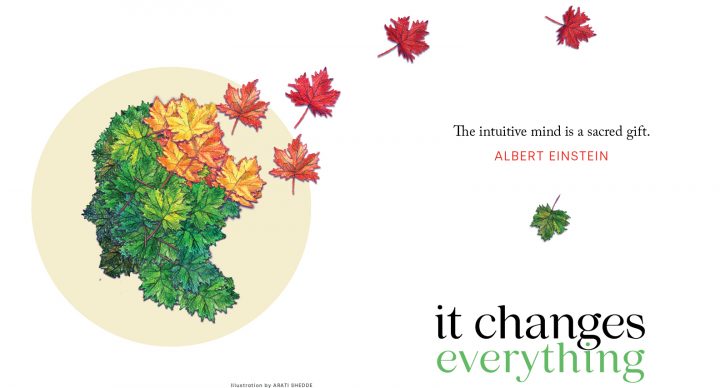 The intuitive mind is a sacred gift.
ALBERT EINSTEIN
it changes
everything
Illustration by ARATI SHEDDE